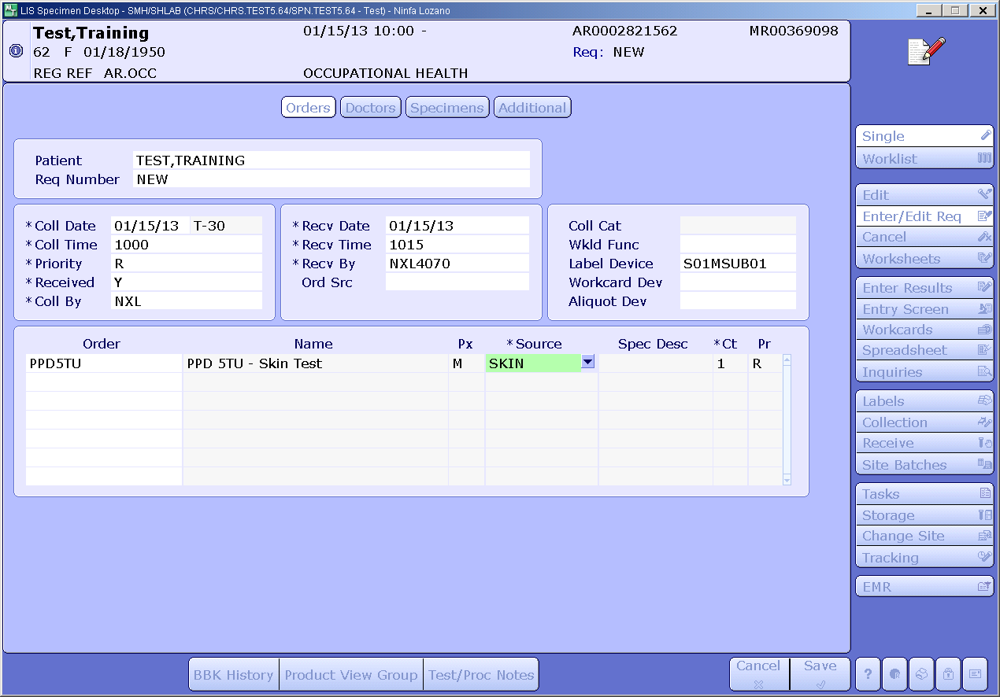 LIS Specimen Desktop - SMH/SHLAB (CHRS/CHRS.TEST5.64/SPN.TEST5.64 - Test) - Ninfa Lozano
Test,Training 01/15/13 10:00 - AR0002821562 MR00369098
62 F 01/18/1950 Req: NEW
REG REF AR.OCC OCCUPATIONAL HEALTH
Orders Doctors Specimens Additional
Patient TEST,TRAINING
Req Number NEW
*Coll Date 01/15/13 T-30
*Coll Time 1000
*Priority R
*Received Y
*Coll By NXL
*Recv Date 01/15/13
*Recv Time 1015
*Recv By NXL4070
Ord Src
Coll Cat
Wkld Func
Label Device S01MSUB01
Workcard Dev
Aliquot Dev
Order Name Px *Source Spec Desc *Ct Pr
PPD5TU PPD 5TU - Skin Test M SKIN 1 R
Single
Worklist
Edit
Enter/Edit Req
Cancel
Worksheets
Enter Results
Entry Screen
Workcards
Spreadsheet
Inquiries
Labels
Collection
Receive
Site Batches
Tasks
Storage
Change Site
Tracking
EMR
BBK History Product View Group Test/Proc Notes Cancel Save ?